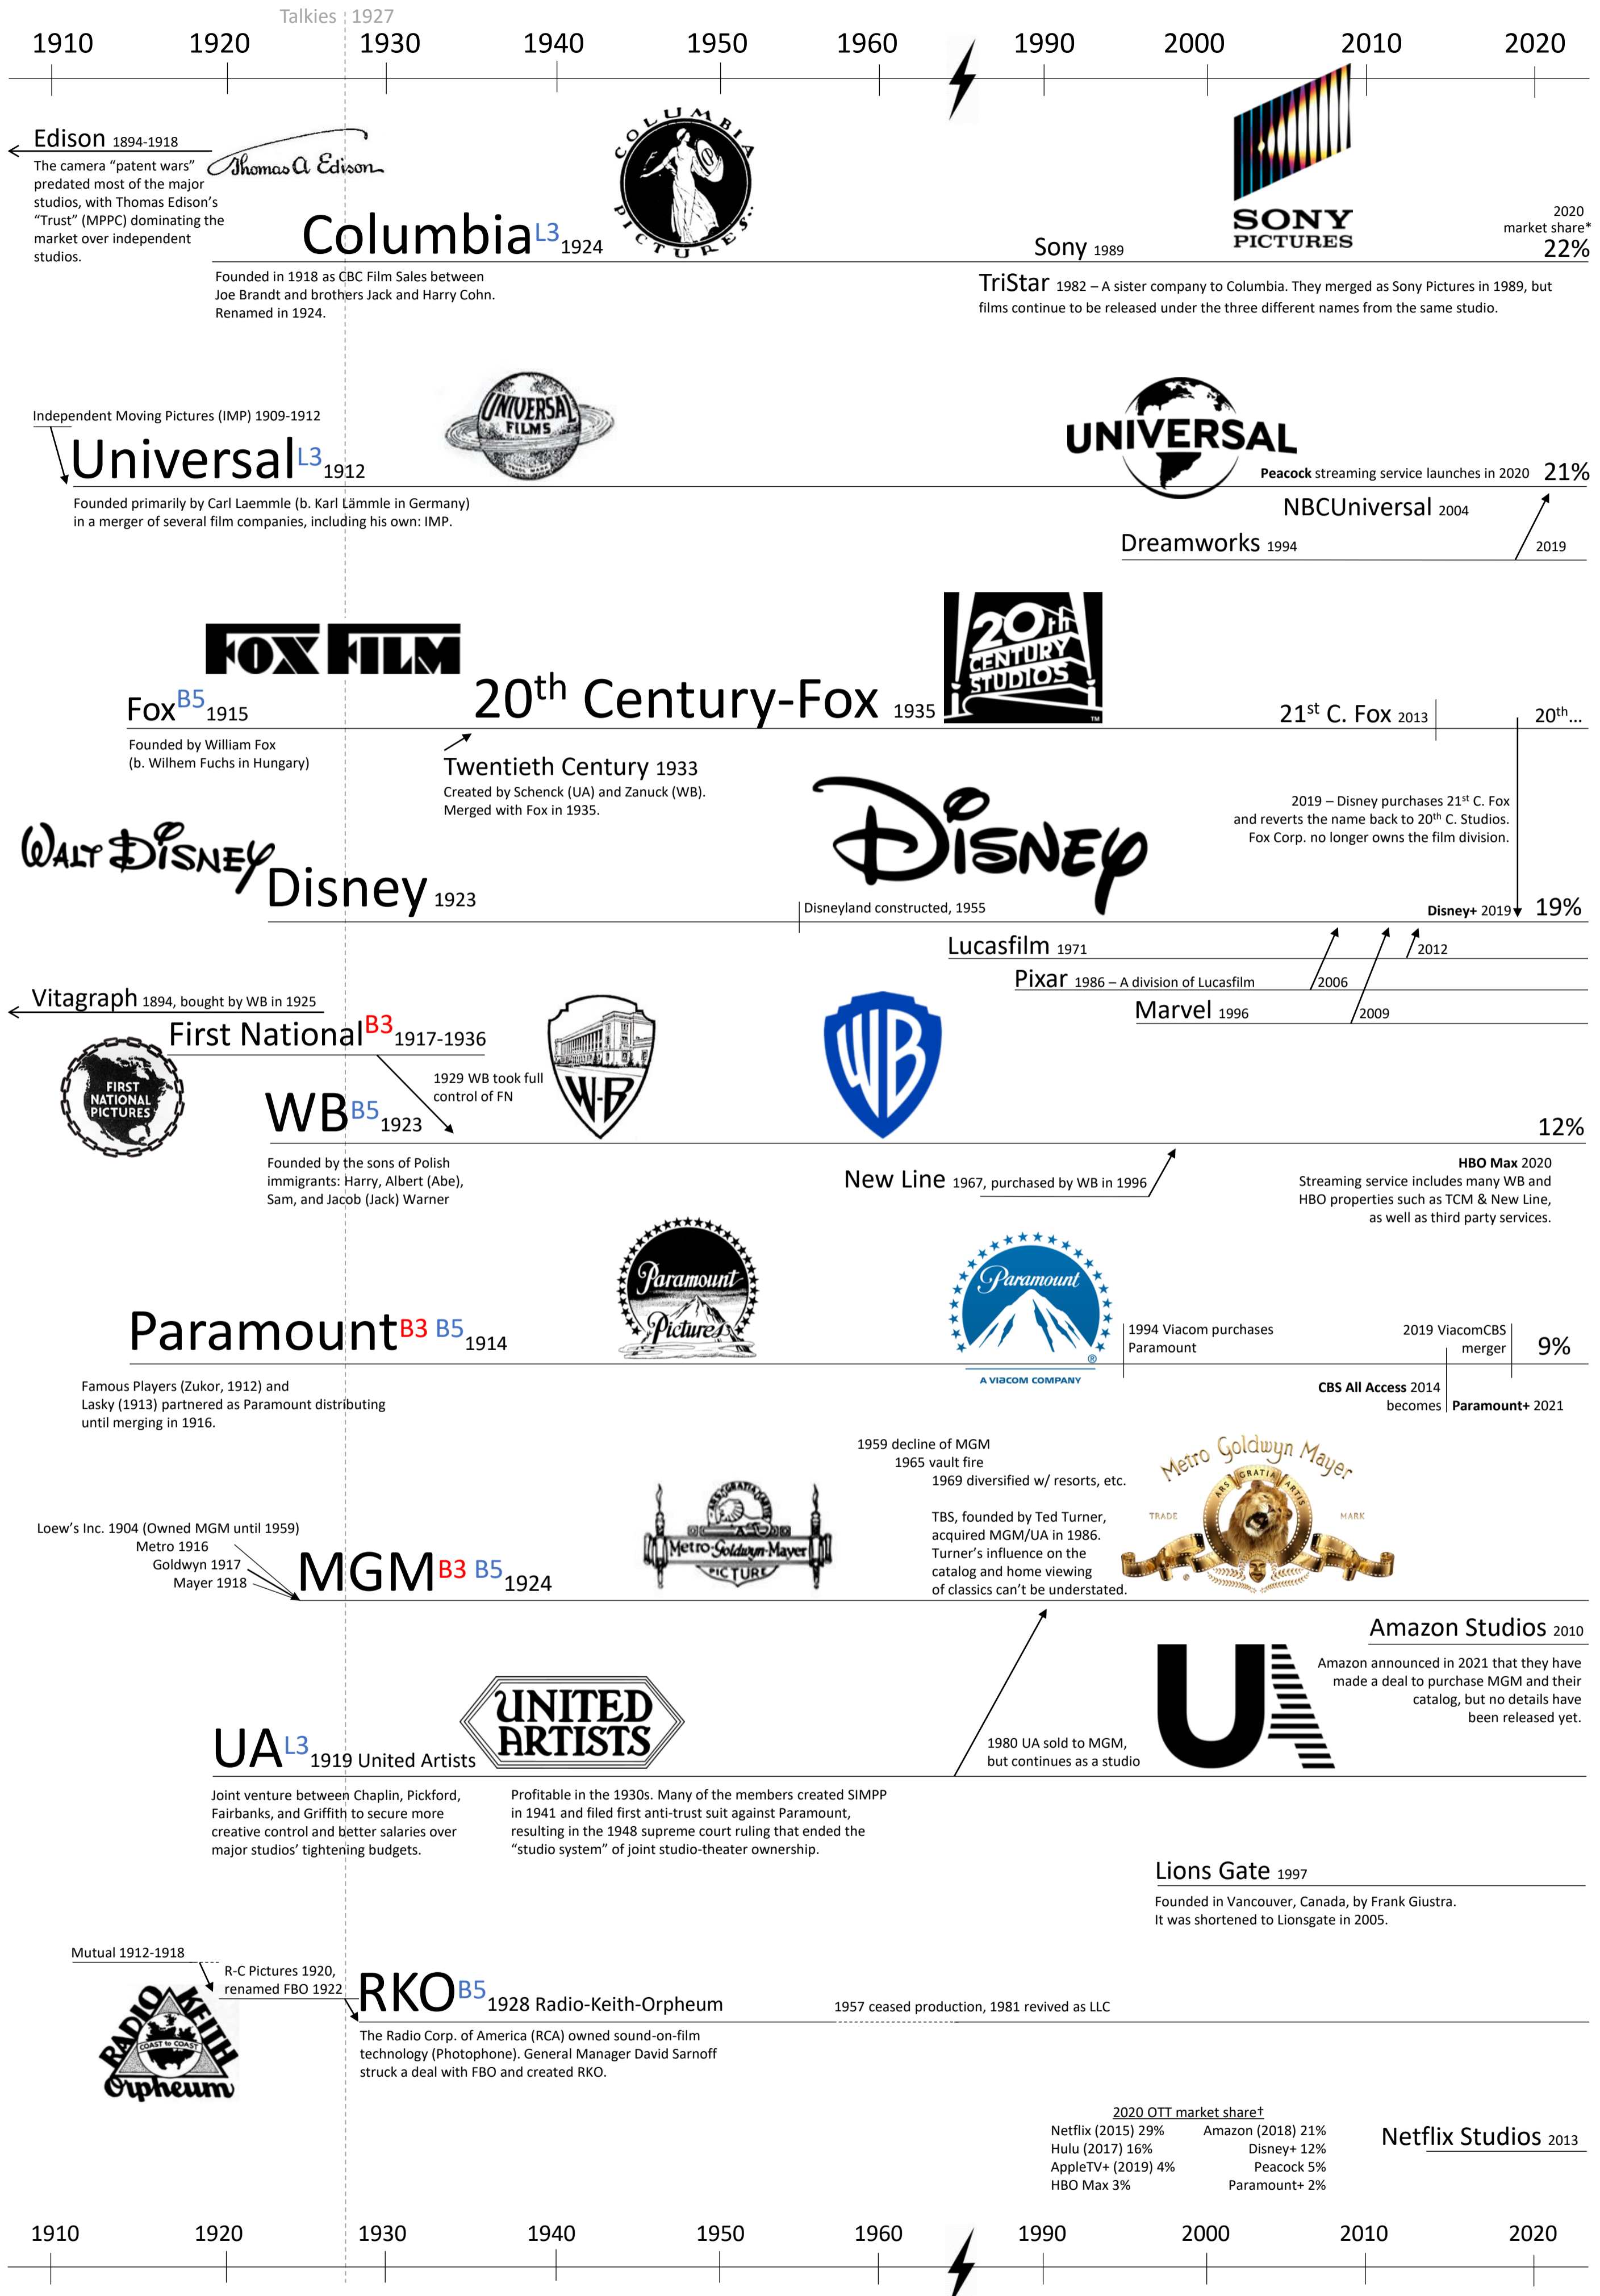 Talkies 1927
1910 1920 1930 1940 1950 1960 1990 2000 2010 2020
Edison 1894-1918
The camera “patent wars”
predated most of the major
studios, with Thomas Edison’s
“Trust” (MPPC) dominating the
market over independent
studios.
Thomas A Edison
Columbia L3 1924
COLUMBIA PICTURES
Founded in 1918 as CBC Film Sales between
Joe Brandt and brothers Jack and Harry Cohn.
Renamed in 1924.
SONY
PICTURES
Sony 1989
2020
market share*
22%
TriStar 1982 – A sister company to Columbia. They merged as Sony Pictures in 1989, but
films continue to be released under the three different names from the same studio.
Independent Moving Pictures (IMP) 1909-1912
Universal L3 1912
UNIVERSAL
FILMS
Founded primarily by Carl Laemmle (b. Karl Lämmle in Germany)
in a merger of several film companies, including his own: IMP.
UNIVERSAL
Peacock streaming service launches in 2020 21%
NBCUniversal 2004
Dreamworks 1994
2019
FOX FILM
Fox B5 1915
Founded by William Fox
(b. Wilhem Fuchs in Hungary)
20th Century-Fox 1935
20th
CENTURY
STUDIOS
TM
21st C. Fox 2013
20th...
Twentieth Century 1933
Created by Schenck (UA) and Zanuck (WB).
Merged with Fox in 1935.
2019 – Disney purchases 21st C. Fox
and reverts the name back to 20th C. Studios.
Fox Corp. no longer owns the film division.
WALT DISNEY
Disney 1923
Disney
Disneyland constructed, 1955
Disney+ 2019 19%
Lucasfilm 1971
2012
Pixar 1986 – A division of Lucasfilm
2006
Marvel 1996
2009
Vitagraph 1894, bought by WB in 1925
First National B3 1917-1936
FIRST
NATIONAL
PICTURES
1929 WB took full
control of FN
W-B
WB
WB B5 1923
12%
Founded by the sons of Polish
immigrants: Harry, Albert (Abe),
Sam, and Jacob (Jack) Warner
New Line 1967, purchased by WB in 1996
HBO Max 2020
Streaming service includes many WB and
HBO properties such as TCM & New Line,
as well as third party services.
Paramount B3 B5 1914
Paramount
Pictures
Paramount
®
A VIACOM COMPANY
1994 Viacom purchases
Paramount
2019 ViacomCBS
merger
9%
Famous Players (Zukor, 1912) and
Lasky (1913) partnered as Paramount distributing
until merging in 1916.
CBS All Access 2014
becomes
Paramount+ 2021
1959 decline of MGM
1965 vault fire
1969 diversified w/ resorts, etc.
TBS, founded by Ted Turner,
acquired MGM/UA in 1986.
Turner’s influence on the
catalog and home viewing
of classics can’t be understated.
Metro Goldwyn Mayer
ARS GRATIA ARTIS
TRADE MARK
®
Loew’s Inc. 1904 (Owned MGM until 1959)
Metro 1916
Goldwyn 1917
Mayer 1918
MGM B3 B5 1924
ARS GRATIA ARTIS
Metro-Goldwyn-Mayer
PICTURE
Amazon Studios 2010
Amazon announced in 2021 that they have
made a deal to purchase MGM and their
catalog, but no details have
been released yet.
UA
UA L3 1919 United Artists
UNITED
ARTISTS
1980 UA sold to MGM,
but continues as a studio
Joint venture between Chaplin, Pickford,
Fairbanks, and Griffith to secure more
creative control and better salaries over
major studios’ tightening budgets.
Profitable in the 1930s. Many of the members created SIMPP
in 1941 and filed first anti-trust suit against Paramount,
resulting in the 1948 supreme court ruling that ended the
“studio system” of joint studio-theater ownership.
Lions Gate 1997
Founded in Vancouver, Canada, by Frank Giustra.
It was shortened to Lionsgate in 2005.
Mutual 1912-1918
R-C Pictures 1920,
renamed FBO 1922
RADIO KEITH
COAST to COAST
Orpheum
RKO B5 1928 Radio-Keith-Orpheum
1957 ceased production, 1981 revived as LLC
The Radio Corp. of America (RCA) owned sound-on-film
technology (Photophone). General Manager David Sarnoff
struck a deal with FBO and created RKO.
2020 OTT market share†
Netflix (2015) 29% Amazon (2018) 21%
Hulu (2017) 16% Disney+ 12%
AppleTV+ (2019) 4% Peacock 5%
HBO Max 3% Paramount+ 2%
Netflix Studios 2013
1910 1920 1930 1940 1950 1960 1990 2000 2010 2020